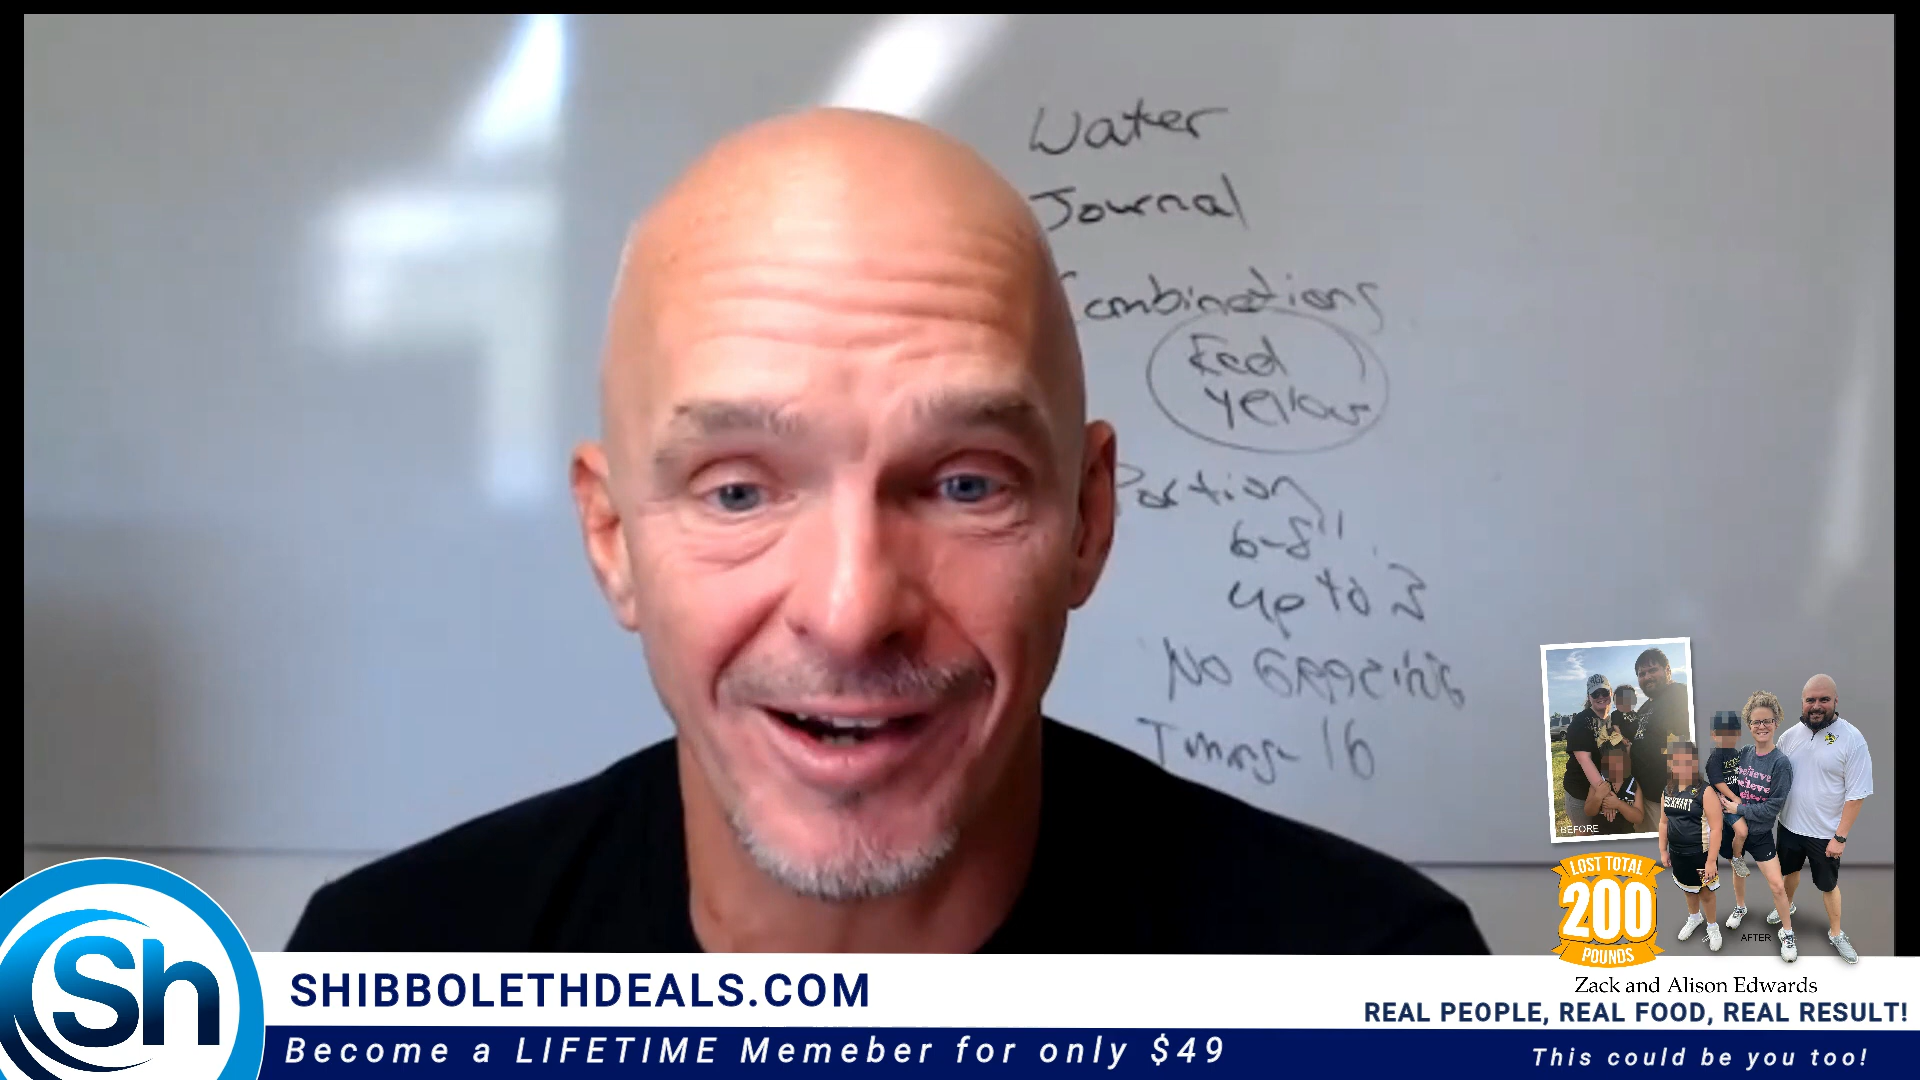 Water
Journal
Combinations
Red
Yellow
Portion
6-8"
up to 3
NO GRAZING
Timing - 16
BEFORE
LOST TOTAL
200
POUNDS
AFTER
Zack and Alison Edwards
Sh
SHIBBOLETHDEALS.COM
REAL PEOPLE, REAL FOOD, REAL RESULT!
Become a LIFETIME Memeber for only $49
This could be you too!